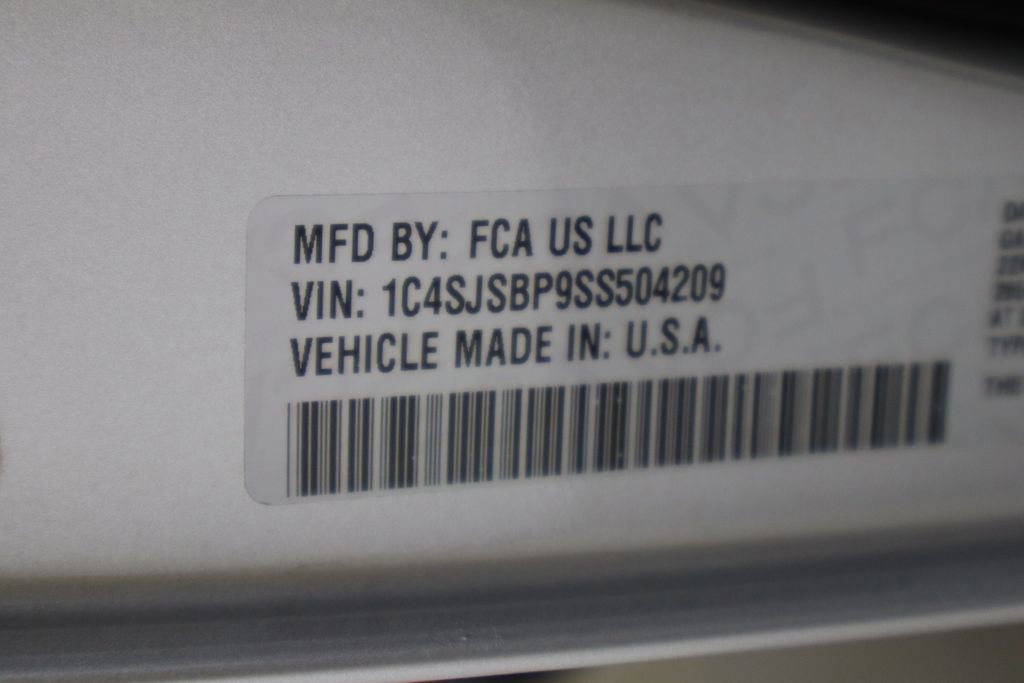 MFD BY: FCA US LLC
VIN: 1C4SJSBP9SS504209
VEHICLE MADE IN: U.S.A.